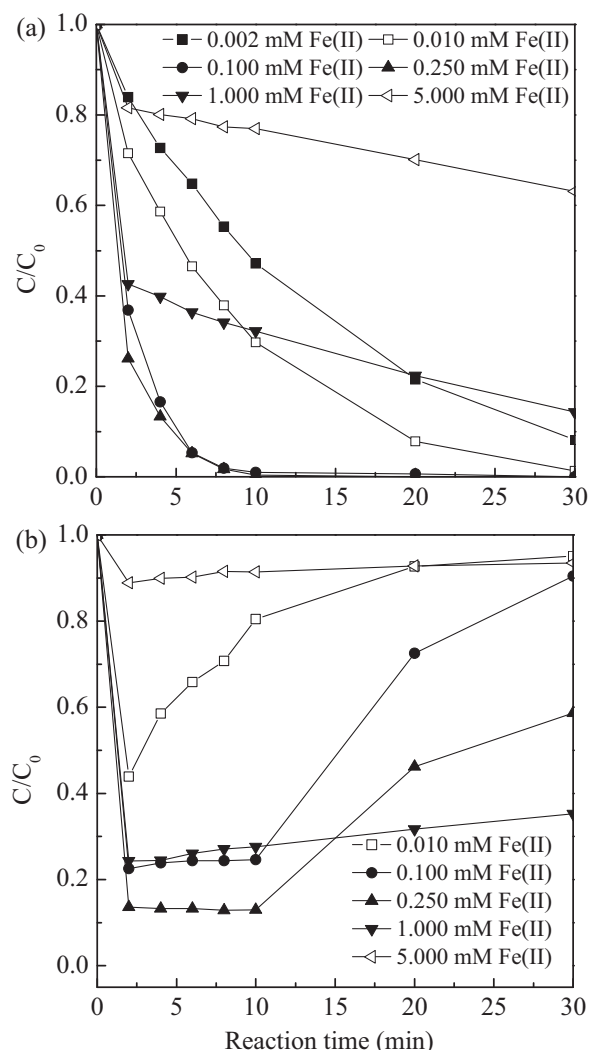 (a)
0.002 mM Fe(II) 0.010 mM Fe(II)
0.100 mM Fe(II) 0.250 mM Fe(II)
1.000 mM Fe(II) 5.000 mM Fe(II)
1.0
0.8
0.6
0.4
0.2
0.0
C/C0
0 5 10 15 20 25 30
(b)
1.0
0.8
0.6
0.4
0.2
0.0
C/C0
0.010 mM Fe(II)
0.100 mM Fe(II)
0.250 mM Fe(II)
1.000 mM Fe(II)
5.000 mM Fe(II)
0 5 10 15 20 25 30
Reaction time (min)